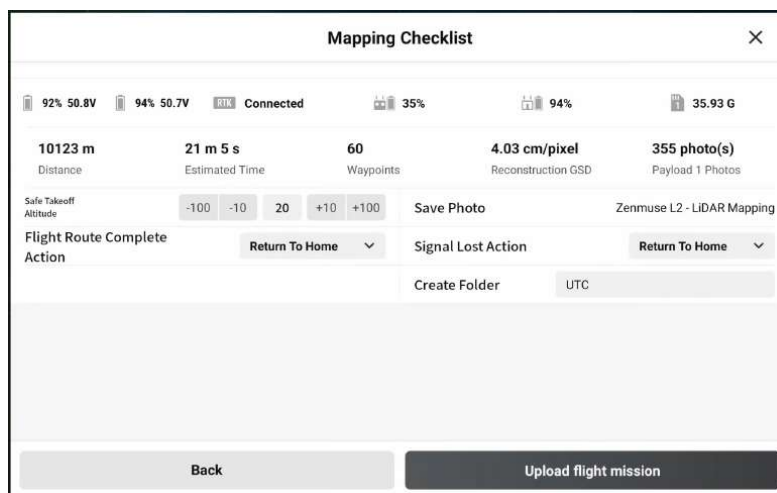 Mapping Checklist
92% 50.8V 94% 50.7V RTK Connected 35% 1 94% 1 35.93 G
10123 m 21 m 5 s 60 4.03 cm/pixel 355 photo(s)
Distance Estimated Time Waypoints Reconstruction GSD Payload 1 Photos
Safe Takeoff
Altitude
-100 -10 20 +10 +100
Save Photo Zenmuse L2 - LiDAR Mapping
Flight Route Complete
Action
Return To Home
Signal Lost Action Return To Home
Create Folder UTC
Back Upload flight mission